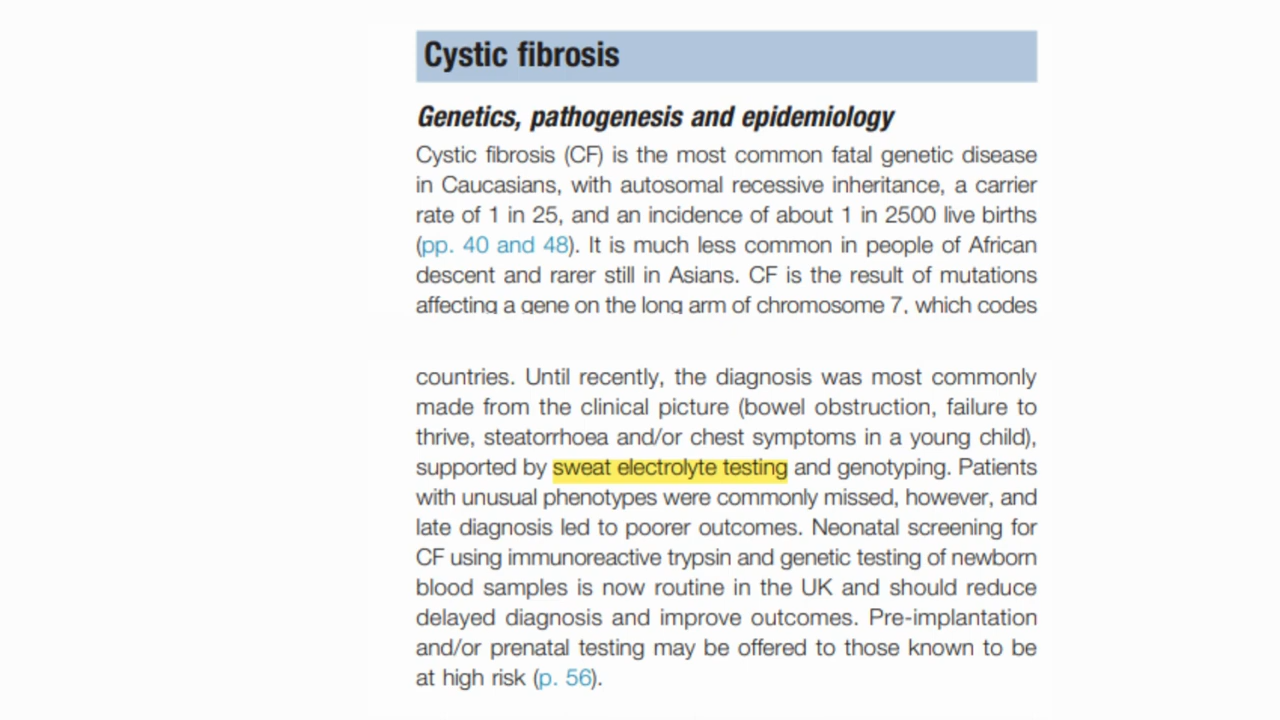 Cystic fibrosis
Genetics, pathogenesis and epidemiology
Cystic fibrosis (CF) is the most common fatal genetic disease
in Caucasians, with autosomal recessive inheritance, a carrier
rate of 1 in 25, and an incidence of about 1 in 2500 live births
(pp. 40 and 48). It is much less common in people of African
descent and rarer still in Asians. CF is the result of mutations
affecting a gene on the long arm of chromosome 7, which codes
countries. Until recently, the diagnosis was most commonly
made from the clinical picture (bowel obstruction, failure to
thrive, steatorrhoea and/or chest symptoms in a young child),
supported by sweat electrolyte testing and genotyping. Patients
with unusual phenotypes were commonly missed, however, and
late diagnosis led to poorer outcomes. Neonatal screening for
CF using immunoreactive trypsin and genetic testing of newborn
blood samples is now routine in the UK and should reduce
delayed diagnosis and improve outcomes. Pre-implantation
and/or prenatal testing may be offered to those known to be
at high risk (p. 56).